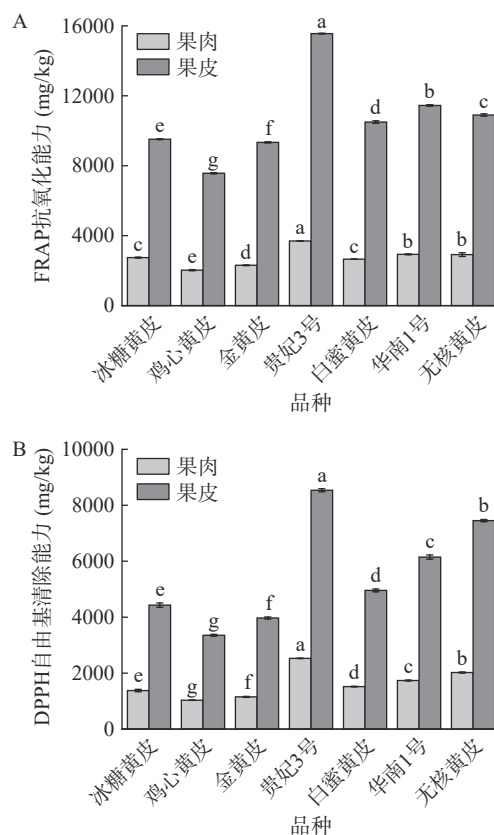 A
16000
12000
8000
4000
0
FRAP抗氧化能力 (mg/kg)
果肉
果皮
c e
e g
d f
a a
c d
b b
b c
冰糖黄皮
鸡心黄皮
金黄皮
贵妃3号
白蜜黄皮
华南1号
无核黄皮
品种
B
10000
8000
6000
4000
2000
0
DPPH自由基清除能力 (mg/kg)
果肉
果皮
e e
g g
f f
a a
d d
c c
b b
冰糖黄皮
鸡心黄皮
金黄皮
贵妃3号
白蜜黄皮
华南1号
无核黄皮
品种